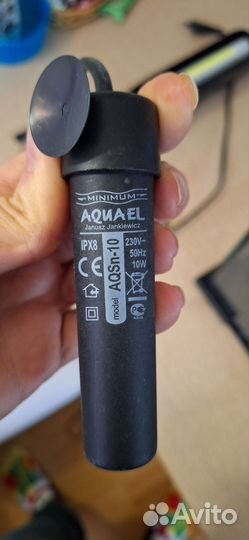 MINIMUM
AQUAEL
Janusz Jankiewicz
IPX8
230V~
50Hz
10W
CE
model AQSn-10
Avito